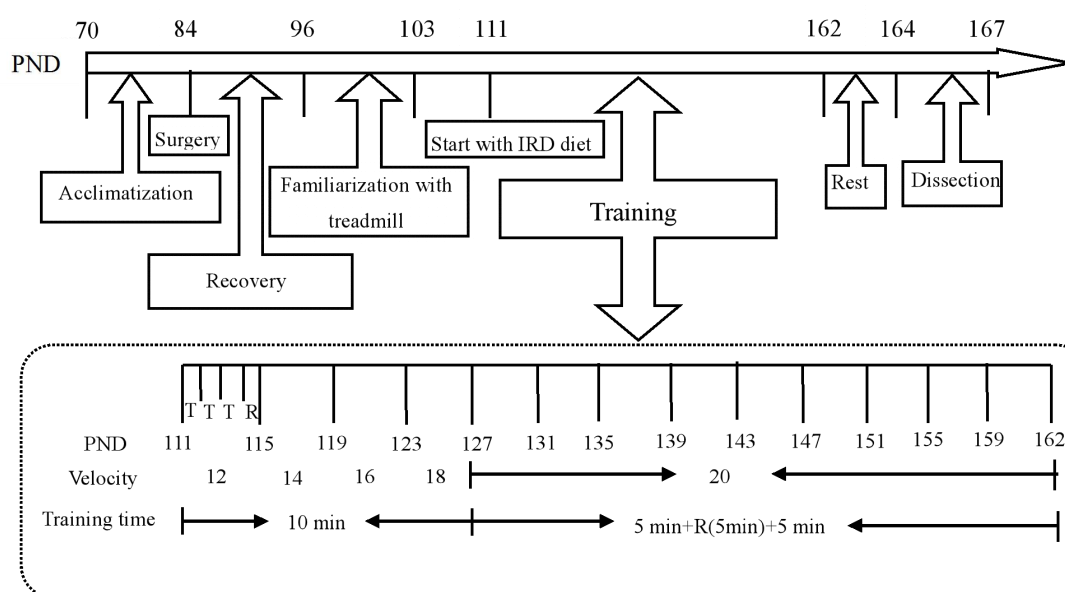 70 84 96 103 111 162 164 167
PND
Surgery
Start with IRD diet
Acclimatization
Familiarization with
treadmill
Training
Rest
Dissection
Recovery
T T T R
PND 111 115 119 123 127 131 135 139 143 147 151 155 159 162
Velocity 12 14 16 18 20
Training time 10 min 5 min+R(5min)+5 min